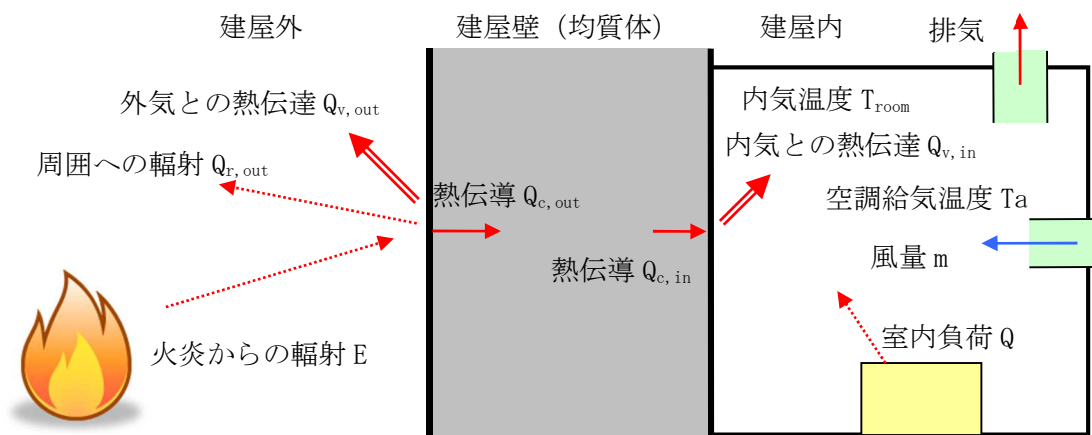 建屋外
建屋壁（均質体）
建屋内
排気
外気との熱伝達 Qv,out
内気温度 Troom
周囲への輻射 Qr,out
内気との熱伝達 Qv,in
熱伝導 Qc,out
空調給気温度 Ta
風量 m
熱伝導 Qc,in
火炎からの輻射 E
室内負荷 Q